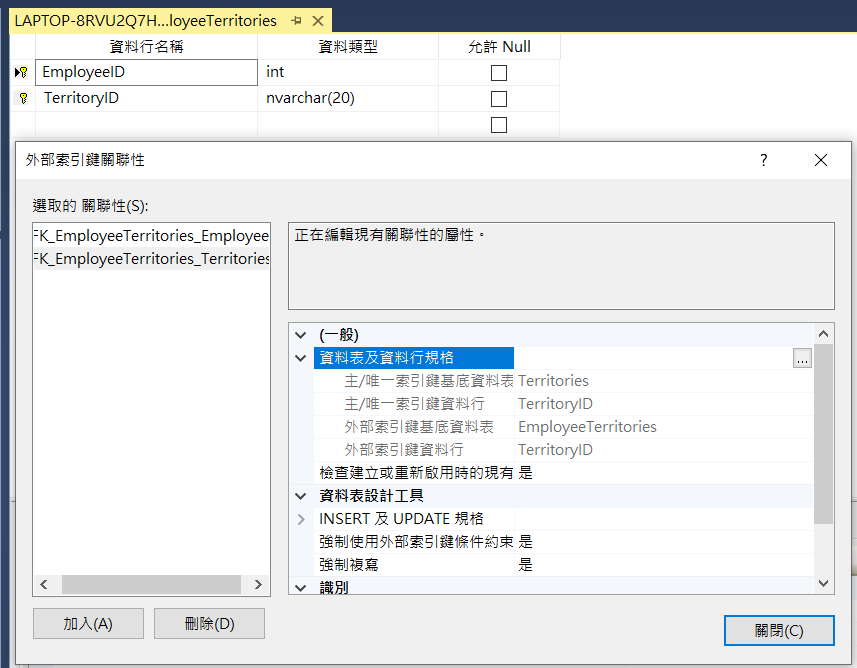 LAPTOP-8RVU2Q7H...loyeeTerritories
資料行名稱 資料類型 允許 Null
EmployeeID int
TerritoryID nvarchar(20)
外部索引鍵關聯性 ?
選取的 關聯性(S):
FK_EmployeeTerritories_Employee
FK_EmployeeTerritories_Territories
正在編輯現有關聯性的屬性。
(一般)
資料表及資料行規格 ...
主/唯一索引鍵基底資料表 Territories
主/唯一索引鍵資料行 TerritoryID
外部索引鍵基底資料表 EmployeeTerritories
外部索引鍵資料行 TerritoryID
檢查建立或重新啟用時的現有 是
資料表設計工具
INSERT 及 UPDATE 規格
強制使用外部索引鍵條件約束 是
強制複寫 是
識別
加入(A) 刪除(D)
關閉(C)